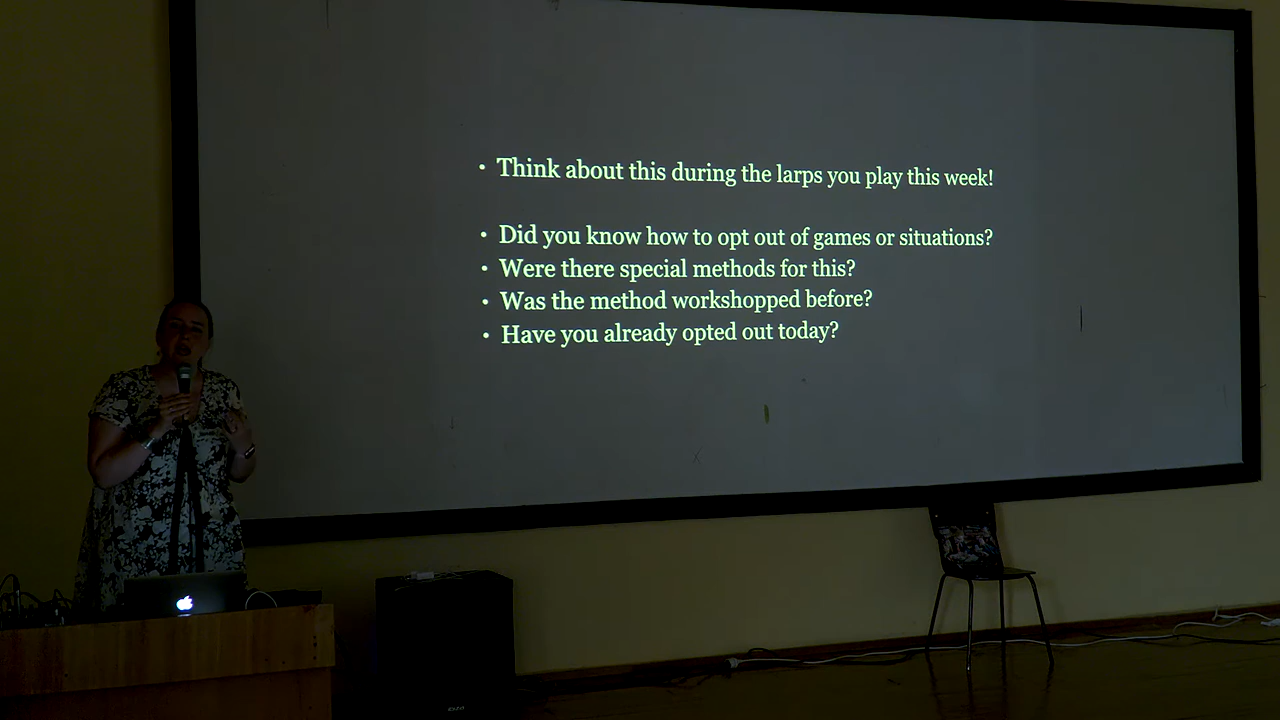 • Think about this during the larps you play this week!
• Did you know how to opt out of games or situations?
• Were there special methods for this?
• Was the method workshopped before?
• Have you already opted out today?